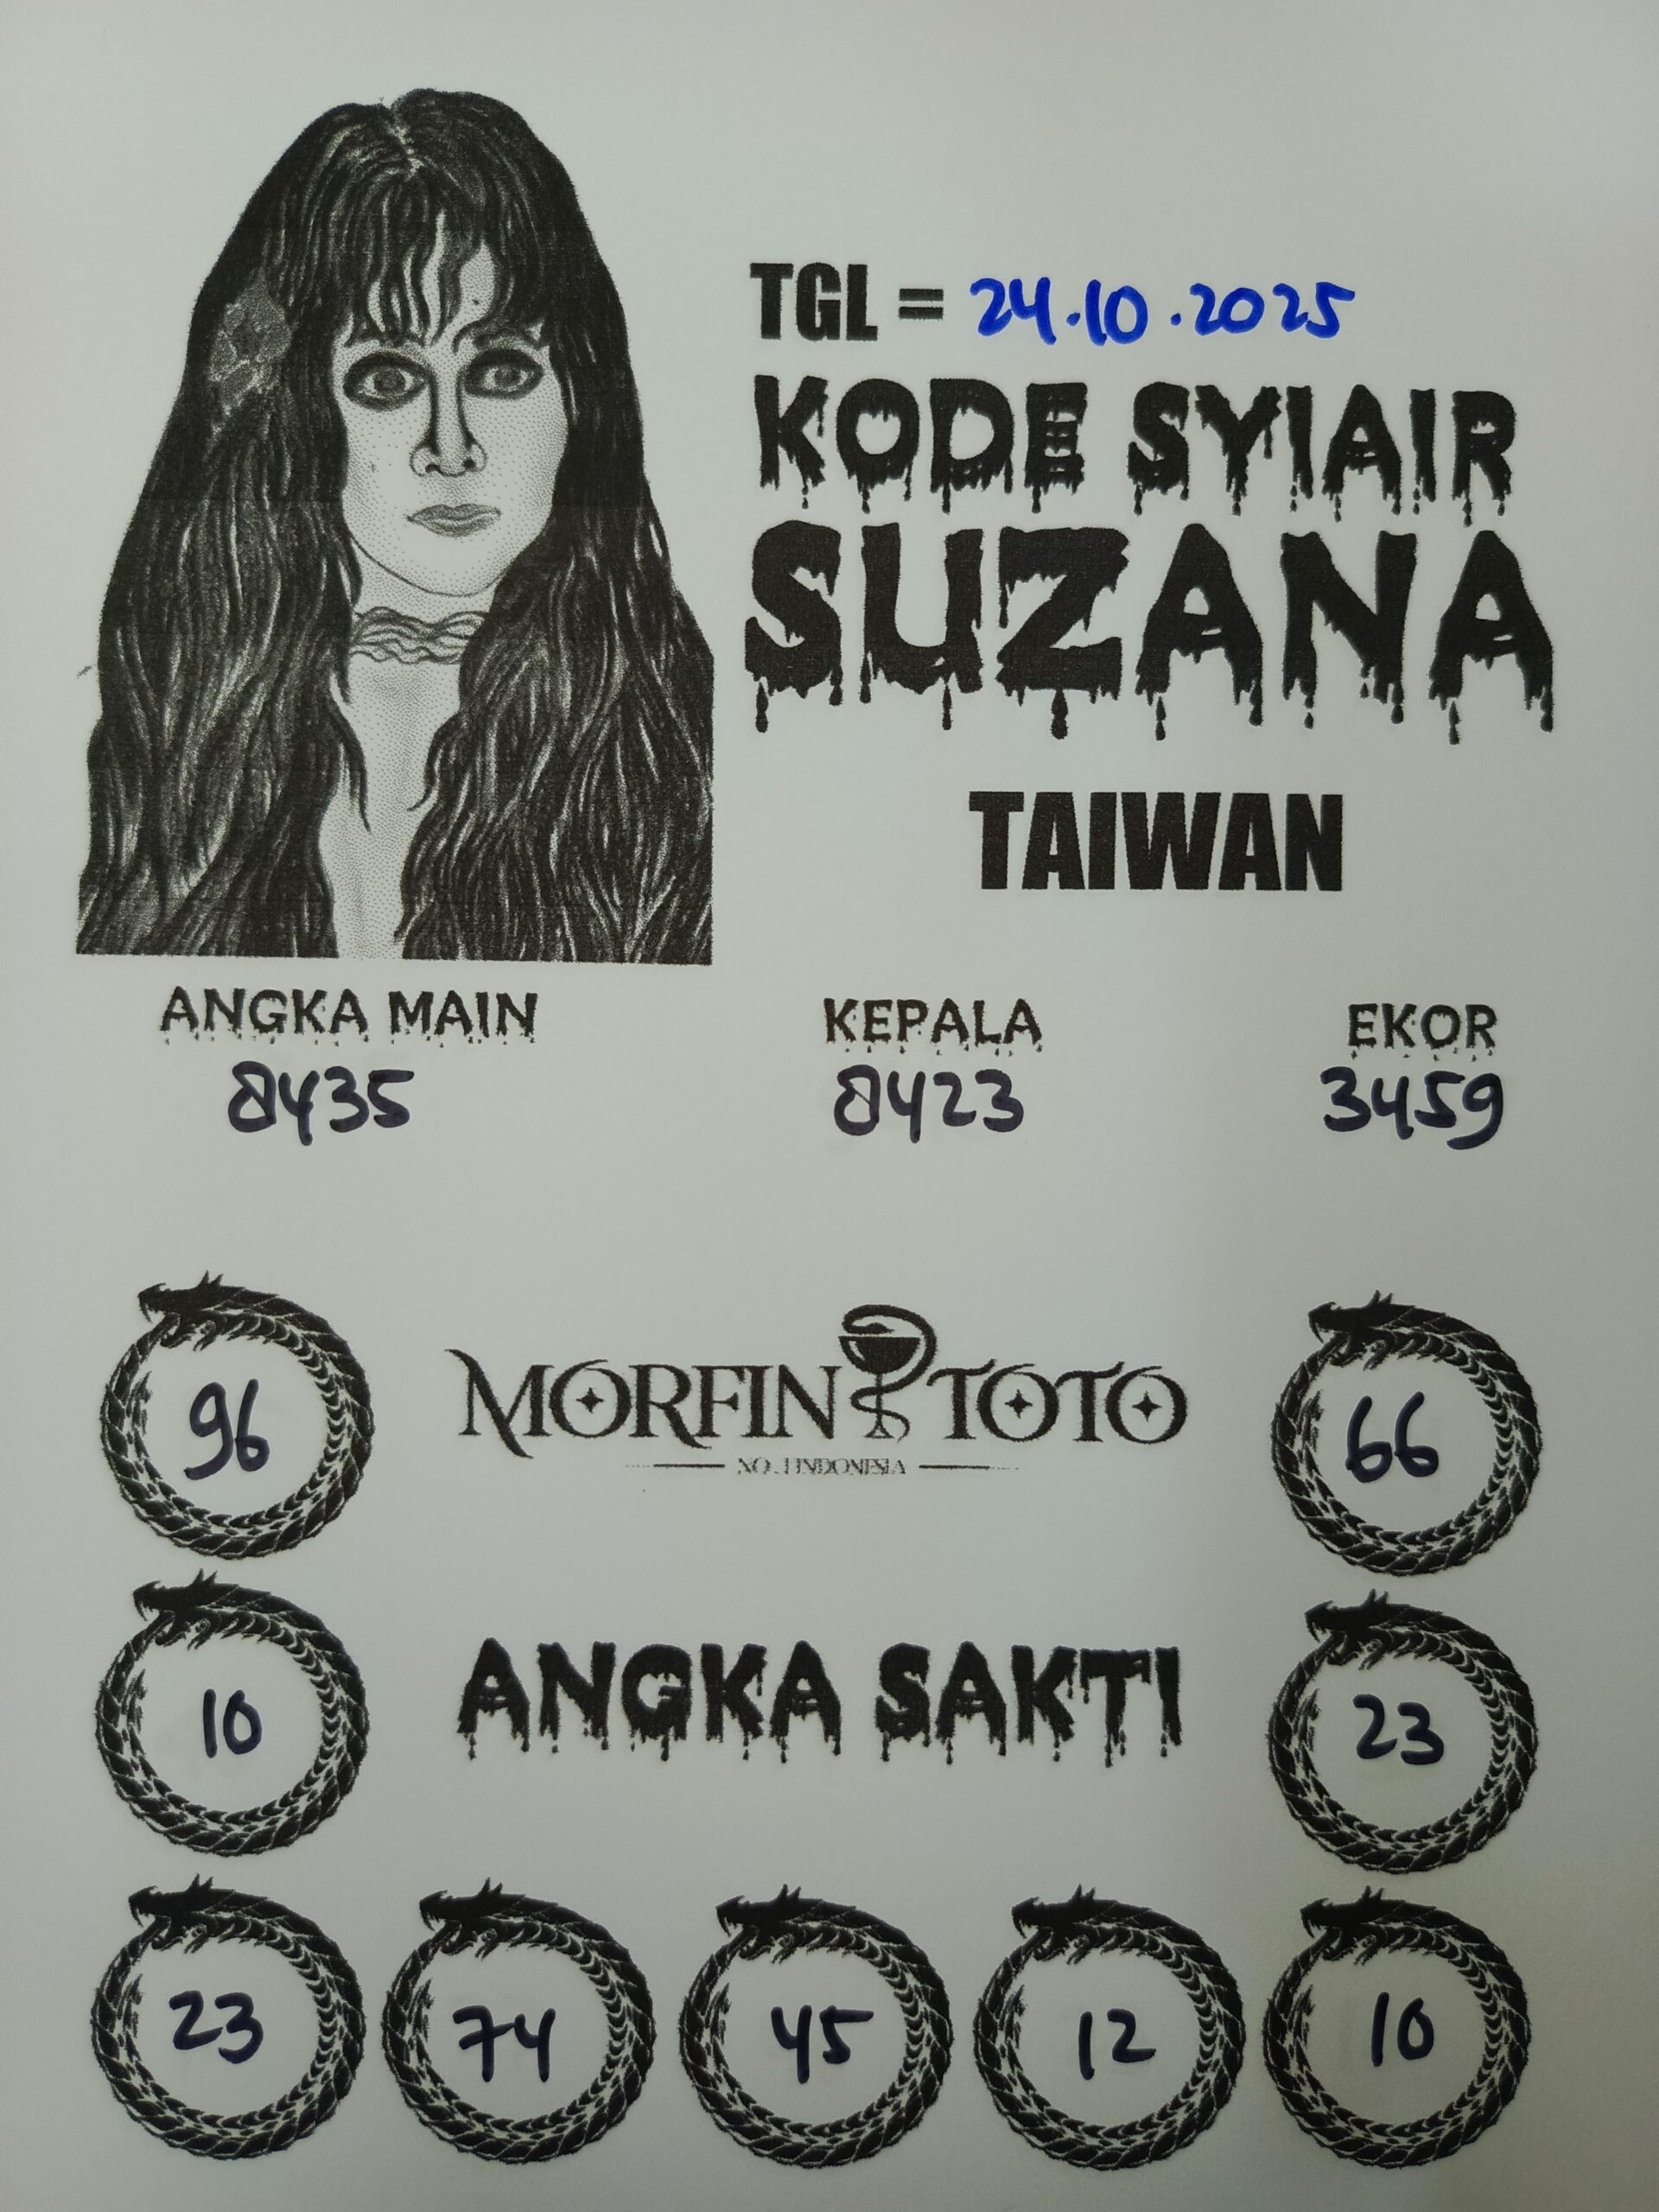 TGL = 24.10.2025
KODE SYIAIR
SUZANA
TAIWAN
ANGKA MAIN KEPALA EKOR
8435 8423 3459
96 MORFIN TOTO 66
NO. 1 INDONESIA
10 ANGKA SAKTI 23
23 74 45 12 10